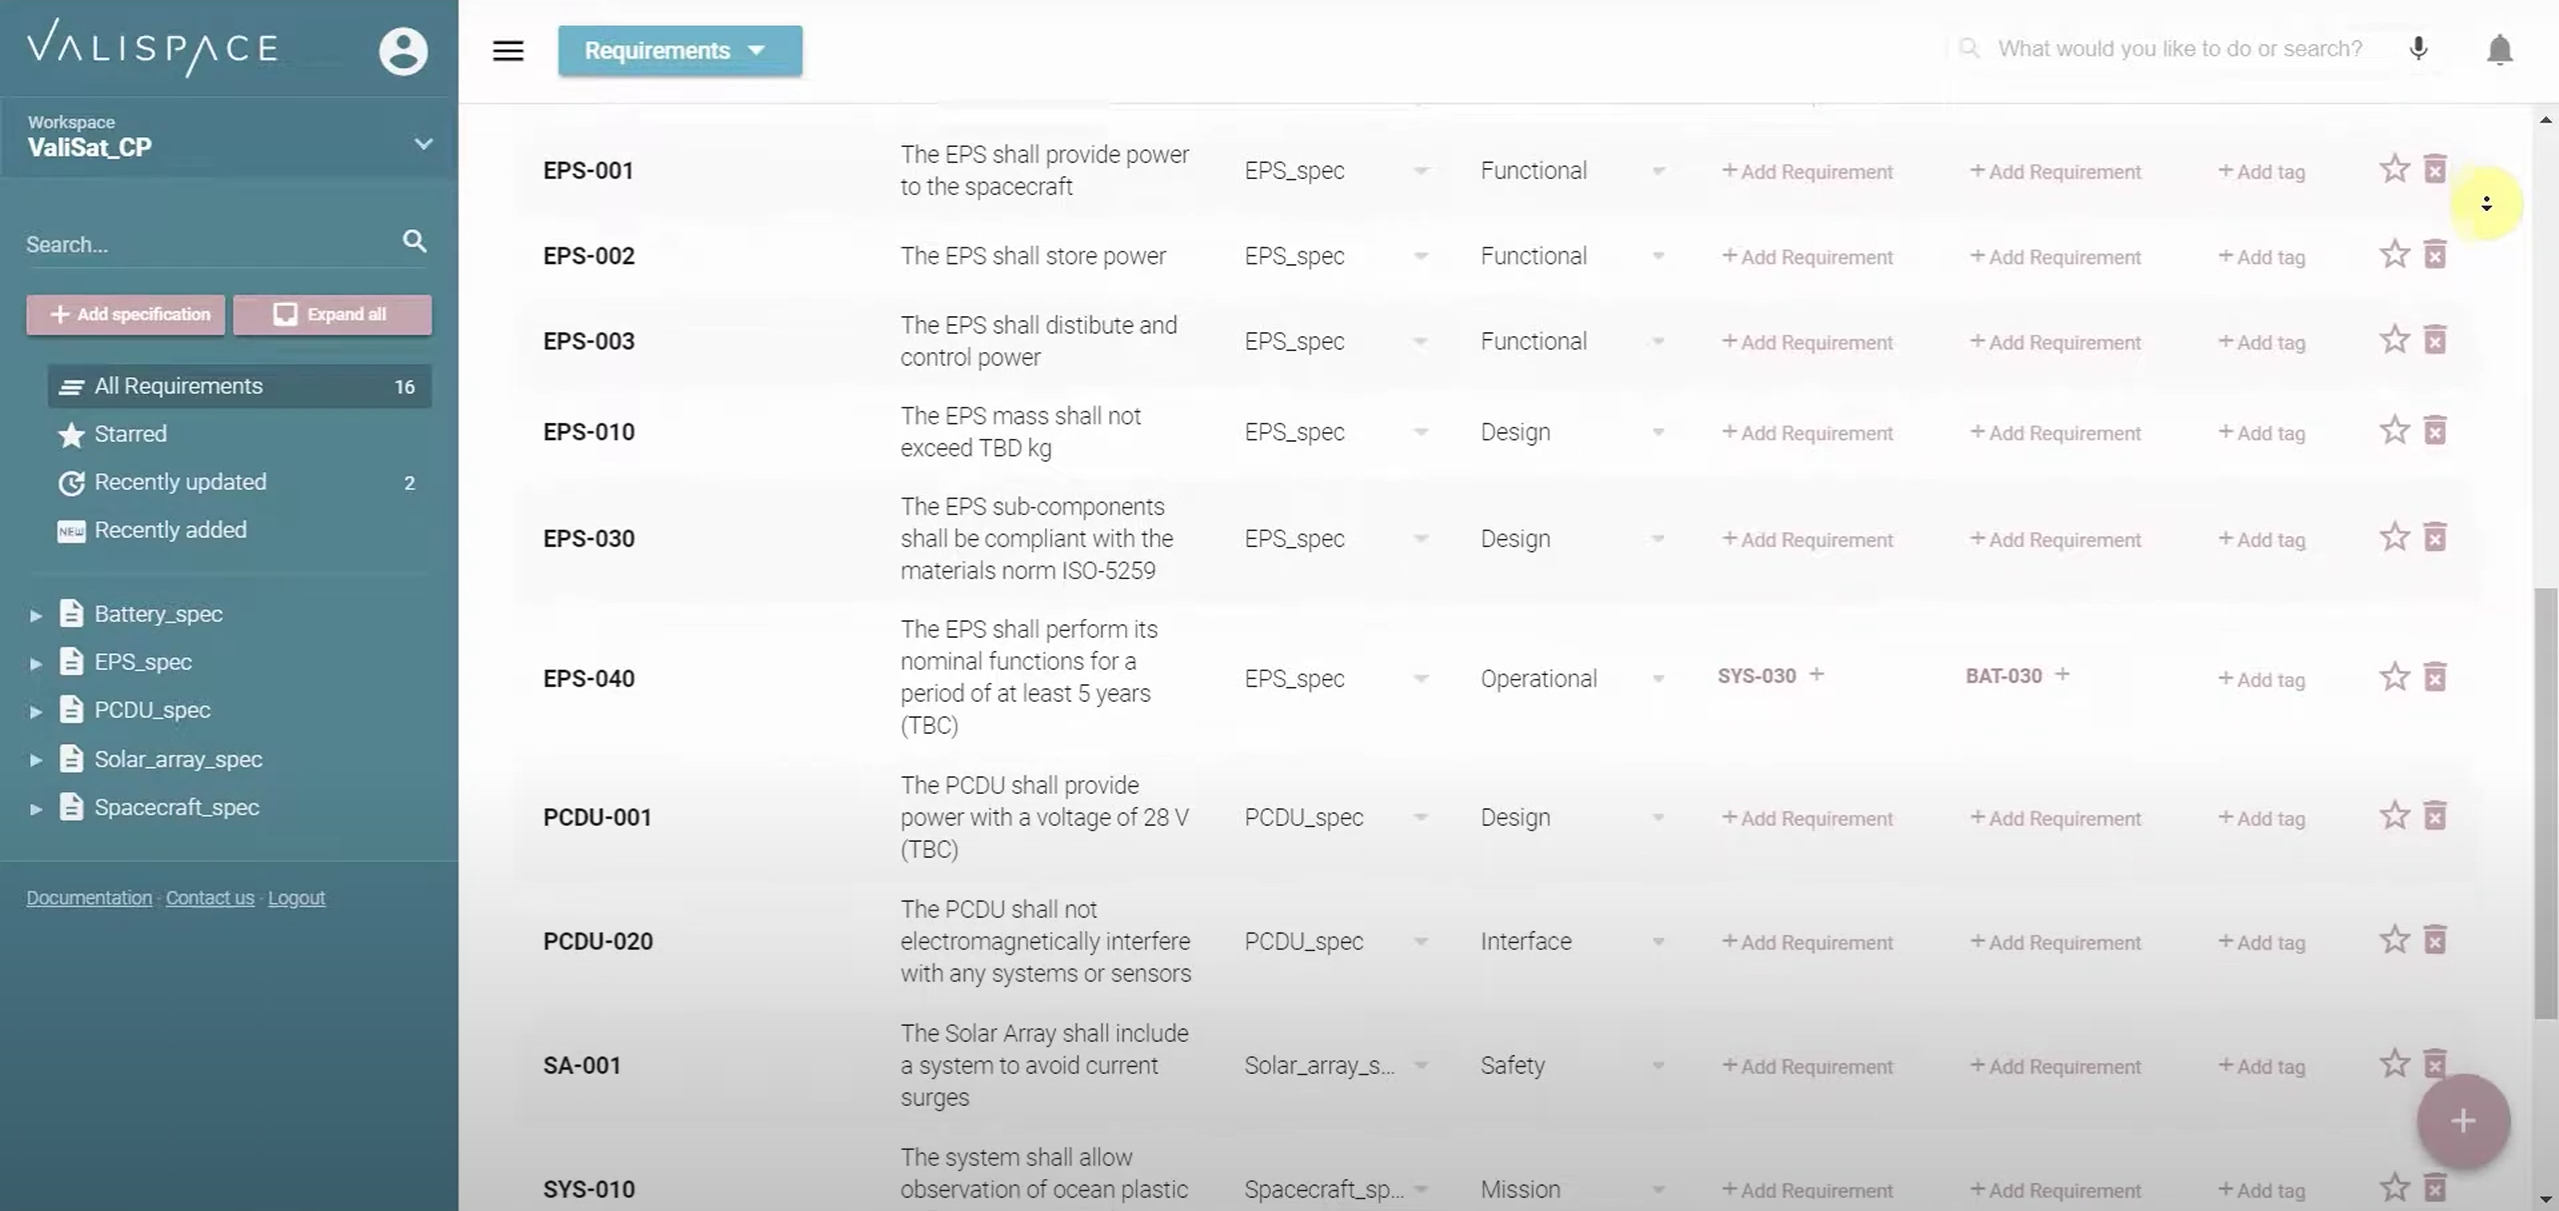 VALISPACE
Requirements
What would you like to do or search?
Workspace
ValiSat_CP
Search...
+ Add specification
Expand all
All Requirements 16
Starred
Recently updated 2
NEW Recently added
Battery_spec
EPS_spec
PCDU_spec
Solar_array_spec
Spacecraft_spec
Documentation · Contact us · Logout
EPS-001
The EPS shall provide power
to the spacecraft
EPS_spec
Functional
+ Add Requirement
+ Add Requirement
+ Add tag
EPS-002
The EPS shall store power
EPS_spec
Functional
+ Add Requirement
+ Add Requirement
+ Add tag
EPS-003
The EPS shall distibute and
control power
EPS_spec
Functional
+ Add Requirement
+ Add Requirement
+ Add tag
EPS-010
The EPS mass shall not
exceed TBD kg
EPS_spec
Design
+ Add Requirement
+ Add Requirement
+ Add tag
EPS-030
The EPS sub-components
shall be compliant with the
materials norm ISO-5259
EPS_spec
Design
+ Add Requirement
+ Add Requirement
+ Add tag
EPS-040
The EPS shall perform its
nominal functions for a
period of at least 5 years
(TBC)
EPS_spec
Operational
SYS-030 +
BAT-030 +
+ Add tag
PCDU-001
The PCDU shall provide
power with a voltage of 28 V
(TBC)
PCDU_spec
Design
+ Add Requirement
+ Add Requirement
+ Add tag
PCDU-020
The PCDU shall not
electromagnetically interfere
with any systems or sensors
PCDU_spec
Interface
+ Add Requirement
+ Add Requirement
+ Add tag
SA-001
The Solar Array shall include
a system to avoid current
surges
Solar_array_s...
Safety
+ Add Requirement
+ Add Requirement
+ Add tag
SYS-010
The system shall allow
observation of ocean plastic
Spacecraft_sp...
Mission
+ Add Requirement
+ Add Requirement
+ Add tag